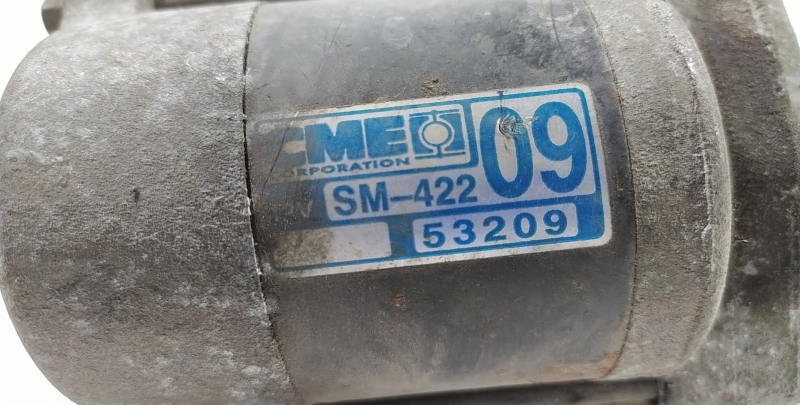 CME
CORPORATION
09
V SM-422
53209